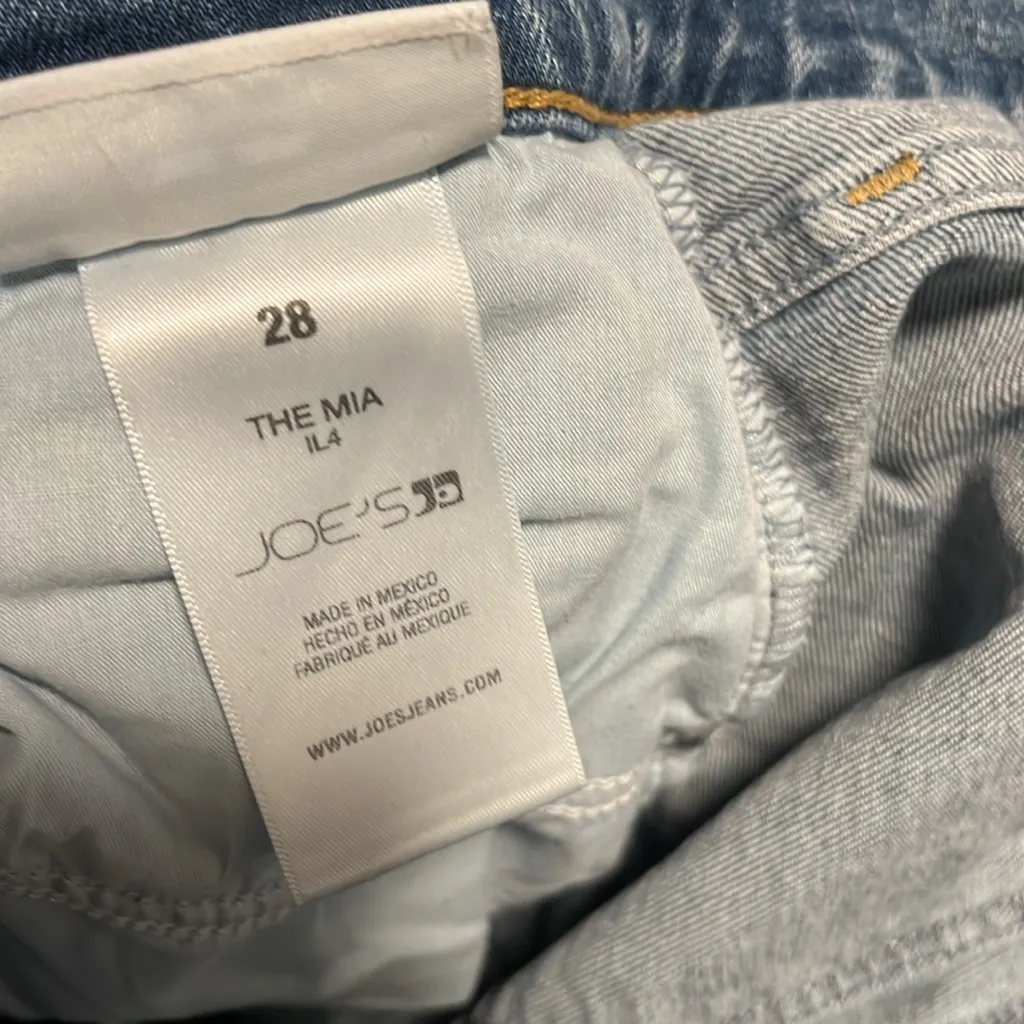 28
THE MIA
IL4
JOE'S
MADE IN MEXICO
HECHO EN MÉXICO
FABRIQUÉ AU MEXIQUE
WWW.JOESJEANS.COM